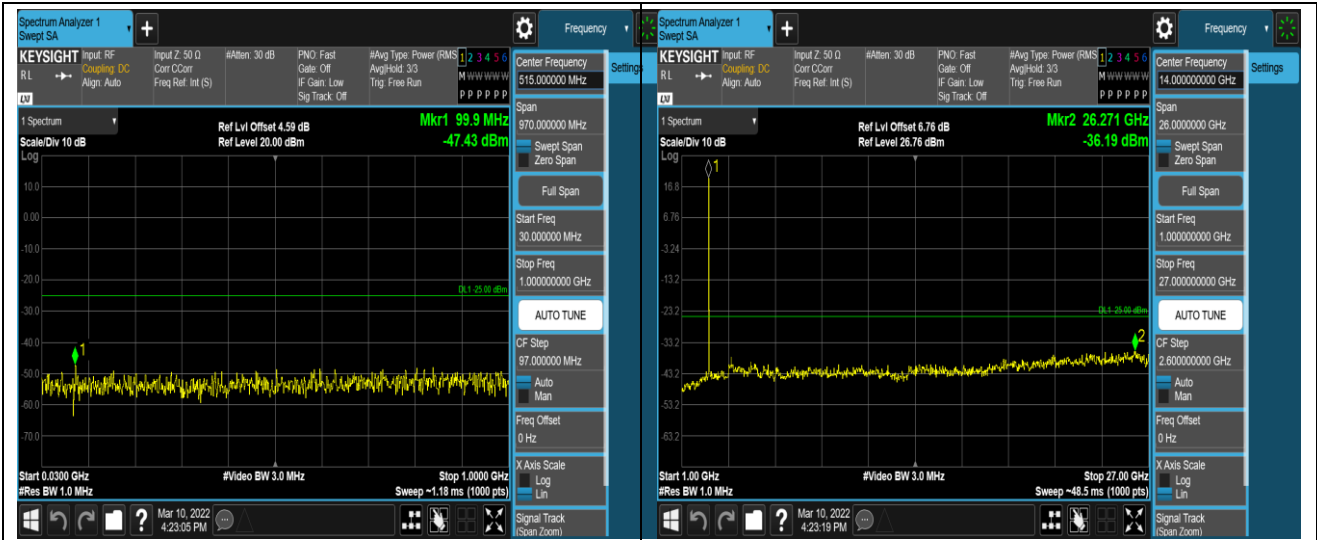 Spectrum Analyzer 1
Swept SA
+
Frequency
KEYSIGHT
Input: RF
Coupling: DC
Align: Auto
Input Z: 50 Ω
Corr CCorr
Freq Ref: Int (S)
#Atten: 30 dB
PNO: Fast
Gate: Off
IF Gain: Low
Sig Track: Off
#Avg Type: Power (RMS
Avg|Hold: 3/3
Trig: Free Run
1 2 3 4 5 6
M W W W W W
P P P P P P
RL
LXI
Center Frequency
515.000000 MHz
Settings
1 Spectrum
Scale/Div 10 dB
Log
Ref Lvl Offset 4.59 dB
Ref Level 20.00 dBm
Mkr1 99.9 MHz
-47.43 dBm
10.0
0.00
-10.0
-20.0
-30.0
-40.0
-50.0
-60.0
-70.0
DL1 -25.00 dBm
1
Start 0.0300 GHz
#Res BW 1.0 MHz
#Video BW 3.0 MHz
Stop 1.0000 GHz
Sweep ~1.18 ms (1000 pts)
Span
970.000000 MHz
Swept Span
Zero Span
Full Span
Start Freq
30.000000 MHz
Stop Freq
1.000000000 GHz
AUTO TUNE
CF Step
97.000000 MHz
Auto
Man
Freq Offset
0 Hz
X Axis Scale
Log
Lin
Signal Track
(Span Zoom)
?
Mar 10, 2022
4:23:05 PM
Spectrum Analyzer 1
Swept SA
+
Frequency
KEYSIGHT
Input: RF
Coupling: DC
Align: Auto
Input Z: 50 Ω
Corr CCorr
Freq Ref: Int (S)
#Atten: 30 dB
PNO: Fast
Gate: Off
IF Gain: Low
Sig Track: Off
#Avg Type: Power (RMS
Avg|Hold: 3/3
Trig: Free Run
1 2 3 4 5 6
M W W W W W
P P P P P P
RL
LXI
Center Frequency
14.000000000 GHz
Settings
1 Spectrum
Scale/Div 10 dB
Log
Ref Lvl Offset 6.76 dB
Ref Level 26.76 dBm
Mkr2 26.271 GHz
-36.19 dBm
16.8
6.76
-3.24
-13.2
-23.2
-33.2
-43.2
-53.2
-63.2
DL1 -25.00 dBm
1
2
Start 1.00 GHz
#Res BW 1.0 MHz
#Video BW 3.0 MHz
Stop 27.00 GHz
Sweep ~48.5 ms (1000 pts)
Span
26.0000000 GHz
Swept Span
Zero Span
Full Span
Start Freq
1.000000000 GHz
Stop Freq
27.000000000 GHz
AUTO TUNE
CF Step
2.600000000 GHz
Auto
Man
Freq Offset
0 Hz
X Axis Scale
Log
Lin
Signal Track
(Span Zoom)
?
Mar 10, 2022
4:23:19 PM